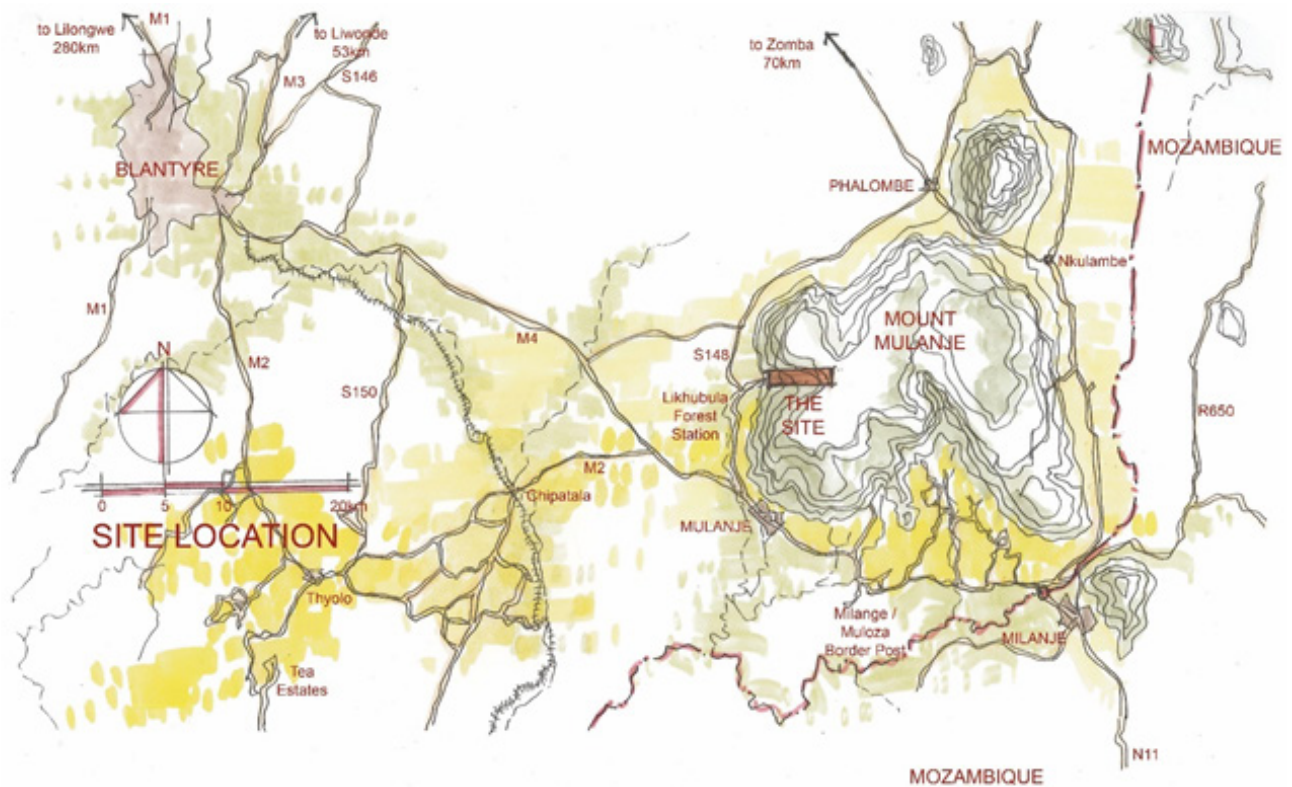 to Lilongwe
280km
M1
to Liwonde
53km
M3
S146
to Zomba
70km
BLANTYRE
MOZAMBIQUE
PHALOMBE
Nkulambe
M1
M2
M4
MOUNT
MULANJE
N
S150
S148
THE
SITE
Likhubula
Forest
Station
R650
M2
Chipatala
0 5 10 20km
SITE LOCATION
MULANJE
Thyolo
Milange /
Muloza
Border Post
MILANJE
Tea
Estates
N11
MOZAMBIQUE